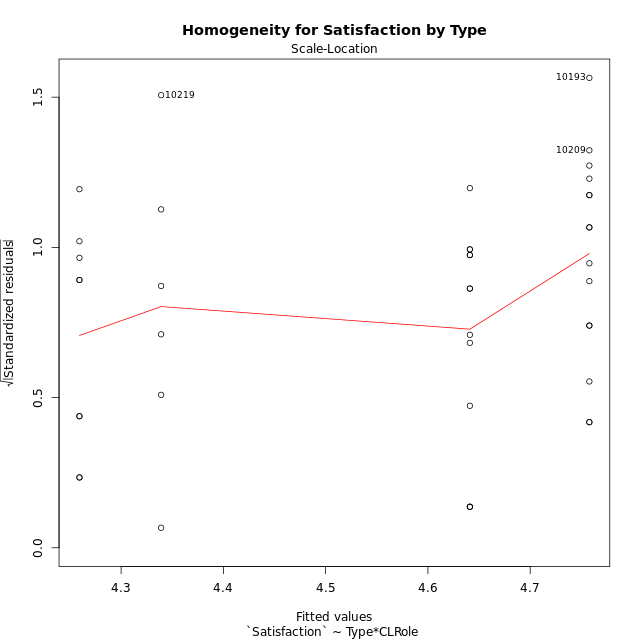 Homogeneity for Satisfaction by Type
Scale-Location
10193
10219
10209
1.5
1.0
0.5
0.0
√|Standardized residuals|
4.3 4.4 4.5 4.6 4.7
Fitted values
`Satisfaction` ~ Type*CLRole